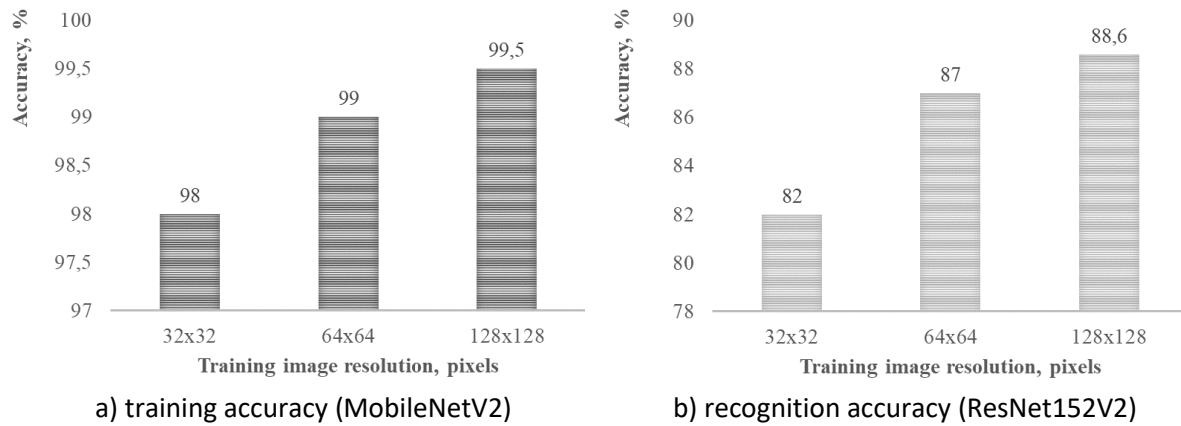 Accuracy, %
100
99,5
99
98,5
98
97,5
97
98
99
99,5
32x32 64x64 128x128
Training image resolution, pixels
a) training accuracy (MobileNetV2)
Accuracy, %
90
88
86
84
82
80
78
82
87
88,6
32x32 64x64 128x128
Training image resolution, pixels
b) recognition accuracy (ResNet152V2)